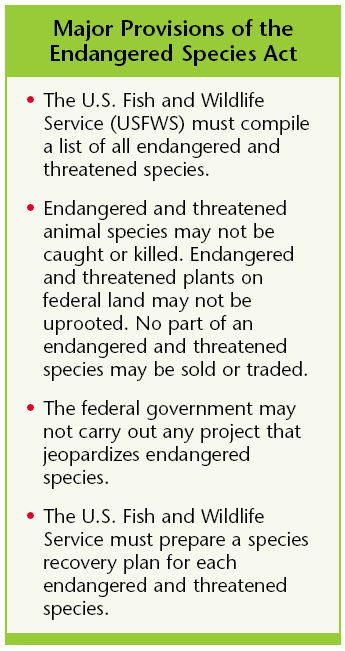 Major Provisions of the
Endangered Species Act
• The U.S. Fish and Wildlife
Service (USFWS) must compile
a list of all endangered and
threatened species.
• Endangered and threatened
animal species may not be
caught or killed. Endangered
and threatened plants on
federal land may not be
uprooted. No part of an
endangered and threatened
species may be sold or traded.
• The federal government may
not carry out any project that
jeopardizes endangered
species.
• The U.S. Fish and Wildlife
Service must prepare a species
recovery plan for each
endangered and threatened
species.